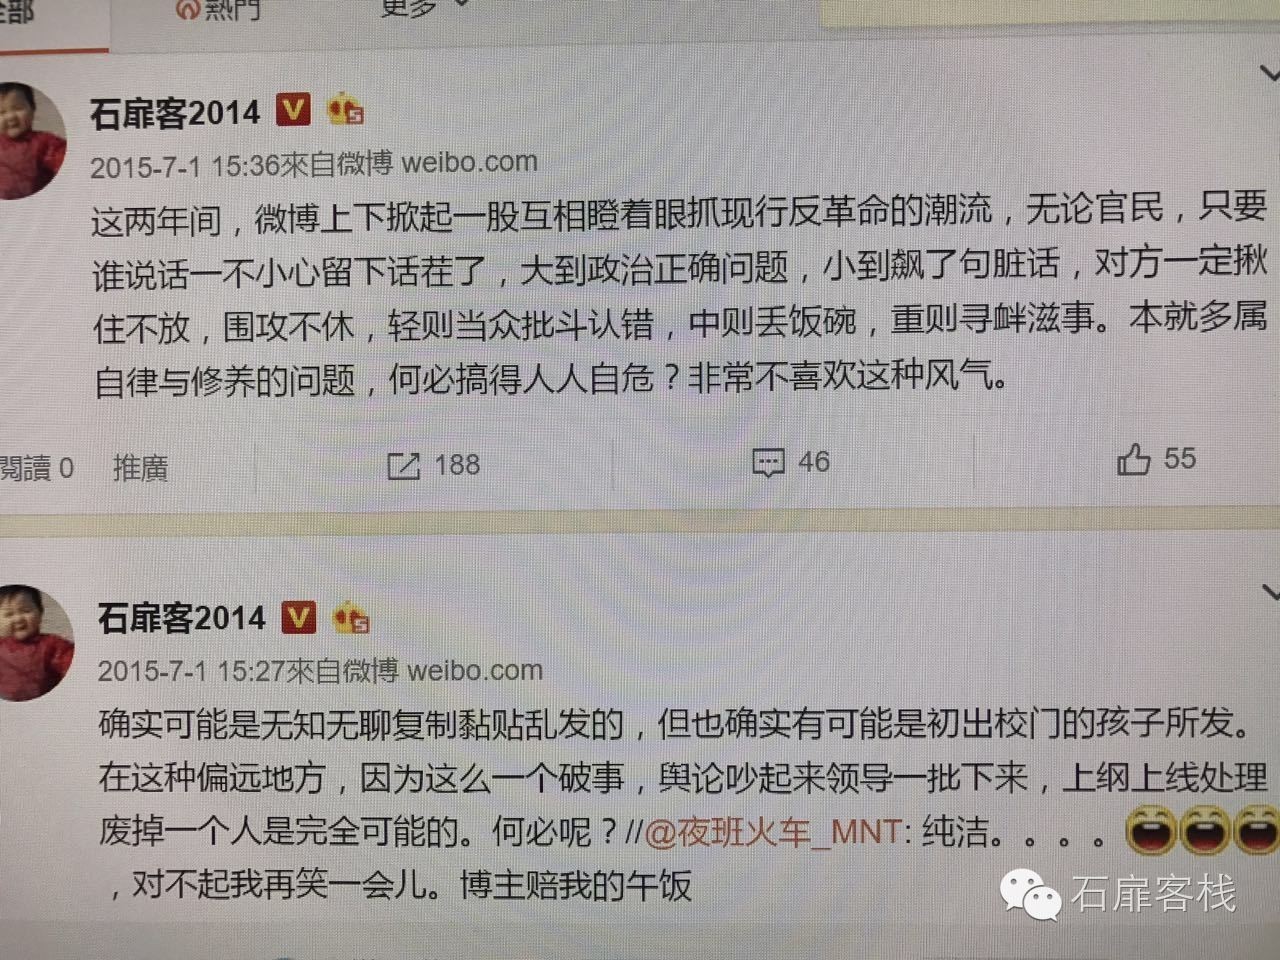 全部 熱門 更多
石扉客2014
2015-7-1 15:36來自微博 weibo.com
这两年间，微博上下掀起一股互相瞪着眼抓现行反革命的潮流，无论官民，只要
谁说话一不小心留下话茬了，大到政治正确问题，小到飙了句脏话，对方一定揪
住不放，围攻不休，轻则当众批斗认错，中则丢饭碗，重则寻衅滋事。本就多属
自律与修养的问题，何必搞得人人自危？非常不喜欢这种风气。
閱讀 0 推廣 188 46 55
石扉客2014
2015-7-1 15:27來自微博 weibo.com
确实可能是无知无聊复制黏贴乱发的，但也确实有可能是初出校门的孩子所发。
在这种偏远地方，因为这么一个破事，舆论吵起来领导一批下来，上纲上线处理
废掉一个人是完全可能的。何必呢？//@夜班火车_MNT: 纯洁。。。。
，对不起我再笑一会儿。博主赔我的午饭
石扉客栈